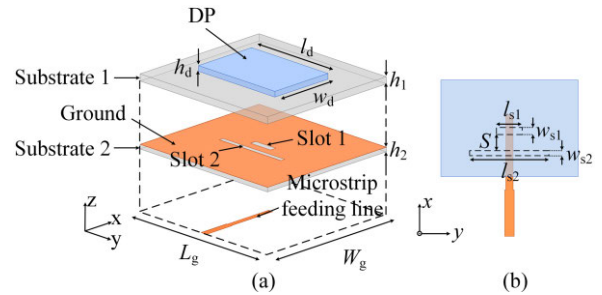 DP
l_d
h_d
w_d
Substrate 1
h_1
Ground
Slot 1
Substrate 2
Slot 2
h_2
Microstrip
feeding line
z
x
y
L_g
W_g
(a)
l_s1
w_s1
S
w_s2
l_s2
x
y
(b)